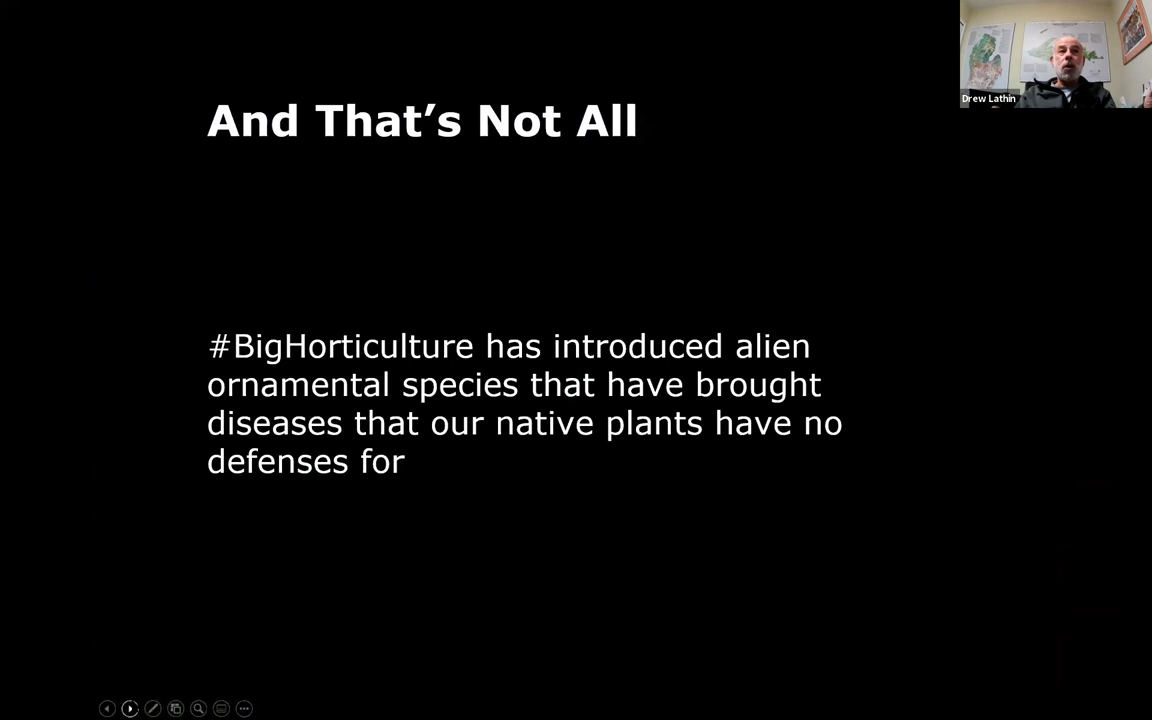 Drew Lathin
And That’s Not All
#BigHorticulture has introduced alien
ornamental species that have brought
diseases that our native plants have no
defenses for